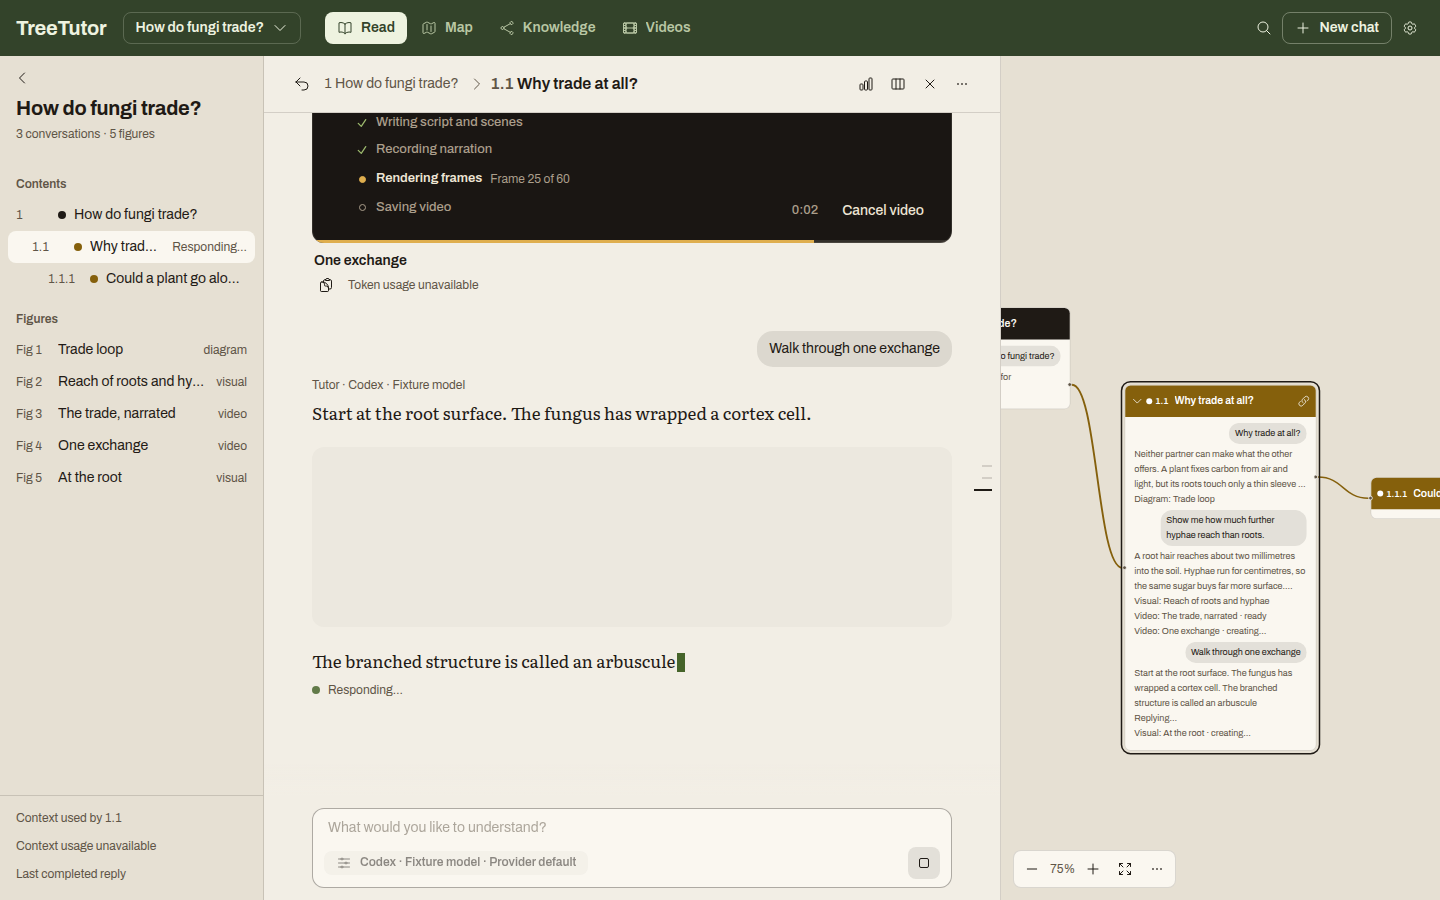 TreeTutor
How do fungi trade?
Read
Map
Knowledge
Videos
New chat
How do fungi trade?
3 conversations · 5 figures
Contents
1 How do fungi trade?
1.1 Why trad... Responding...
1.1.1 Could a plant go alo...
Figures
Fig 1 Trade loop diagram
Fig 2 Reach of roots and hy... visual
Fig 3 The trade, narrated video
Fig 4 One exchange video
Fig 5 At the root visual
Context used by 1.1
Context usage unavailable
Last completed reply
1 How do fungi trade?
1.1 Why trade at all?
Writing script and scenes
Recording narration
Rendering frames Frame 25 of 60
Saving video
0:02 Cancel video
One exchange
Token usage unavailable
Walk through one exchange
Tutor · Codex · Fixture model
Start at the root surface. The fungus has wrapped a cortex cell.
The branched structure is called an arbuscule
Responding...
What would you like to understand?
Codex · Fixture model · Provider default
de?
o fungi trade?
for
1.1 Why trade at all?
Why trade at all?
Neither partner can make what the other
offers. A plant fixes carbon from air and
light, but its roots touch only a thin sleeve ...
Diagram: Trade loop
Show me how much further
hyphae reach than roots.
A root hair reaches about two millimetres
into the soil. Hyphae run for centimetres, so
the same sugar buys far more surface....
Visual: Reach of roots and hyphae
Video: The trade, narrated · ready
Video: One exchange · creating...
Walk through one exchange
Start at the root surface. The fungus has
wrapped a cortex cell. The branched
structure is called an arbuscule
Replying...
Visual: At the root · creating...
1.1.1 Could
75%